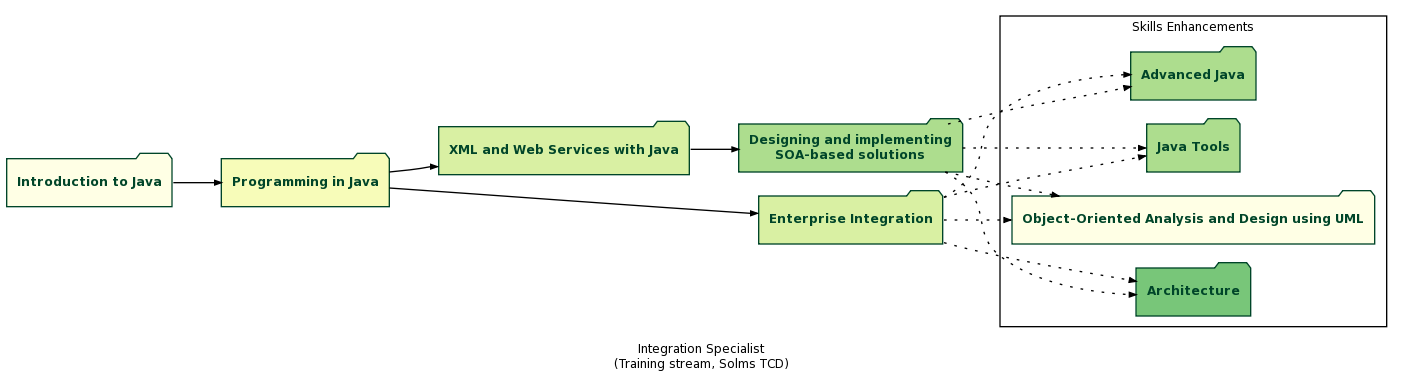 Skills Enhancements
Advanced Java
Designing and implementing
SOA-based solutions
XML and Web Services with Java
Java Tools
Introduction to Java
Programming in Java
Enterprise Integration
Object-Oriented Analysis and Design using UML
Architecture
Integration Specialist
(Training stream, Solms TCD)